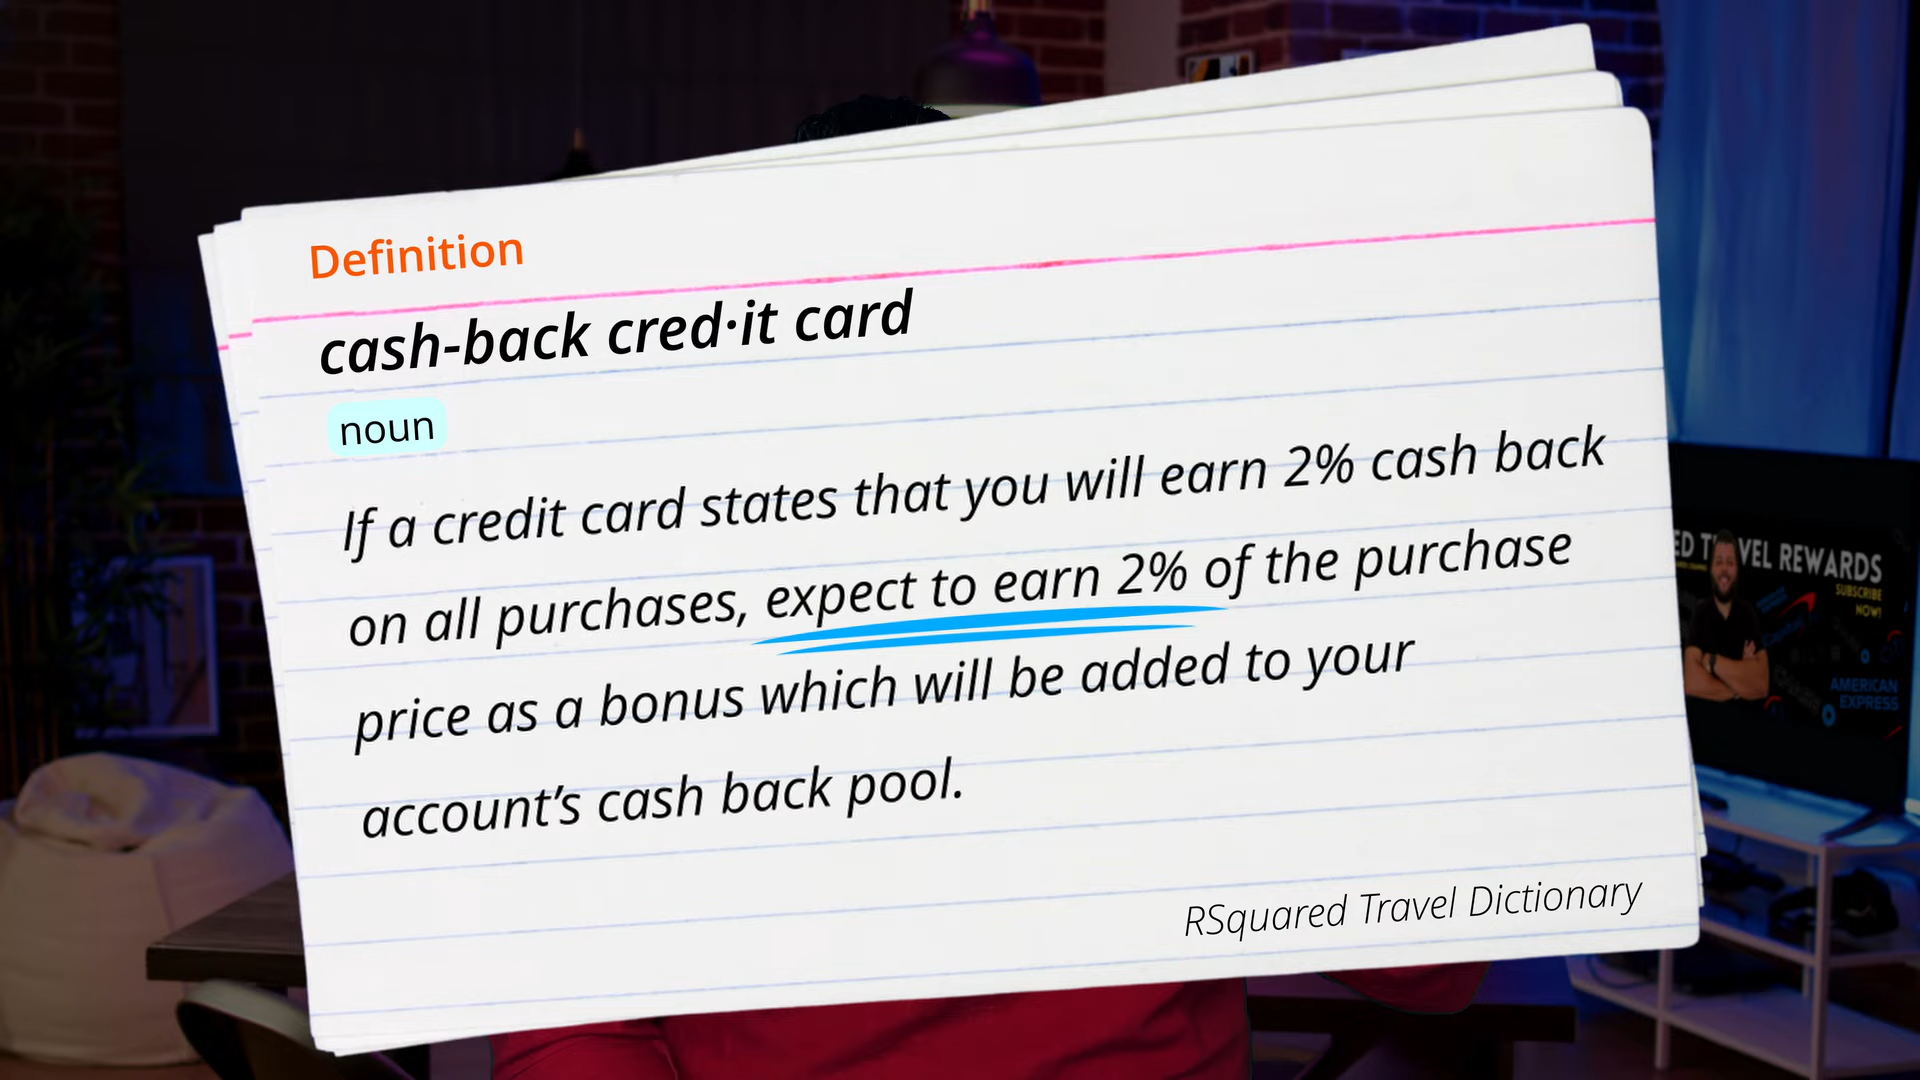 Definition
cash-back cred·it card
noun
If a credit card states that you will earn 2% cash back
on all purchases, expect to earn 2% of the purchase
price as a bonus which will be added to your
account’s cash back pool.
RSquared Travel Dictionary
VEL REWARDS
SUBSCRIBE
NOW!
AMERICAN
EXPRESS